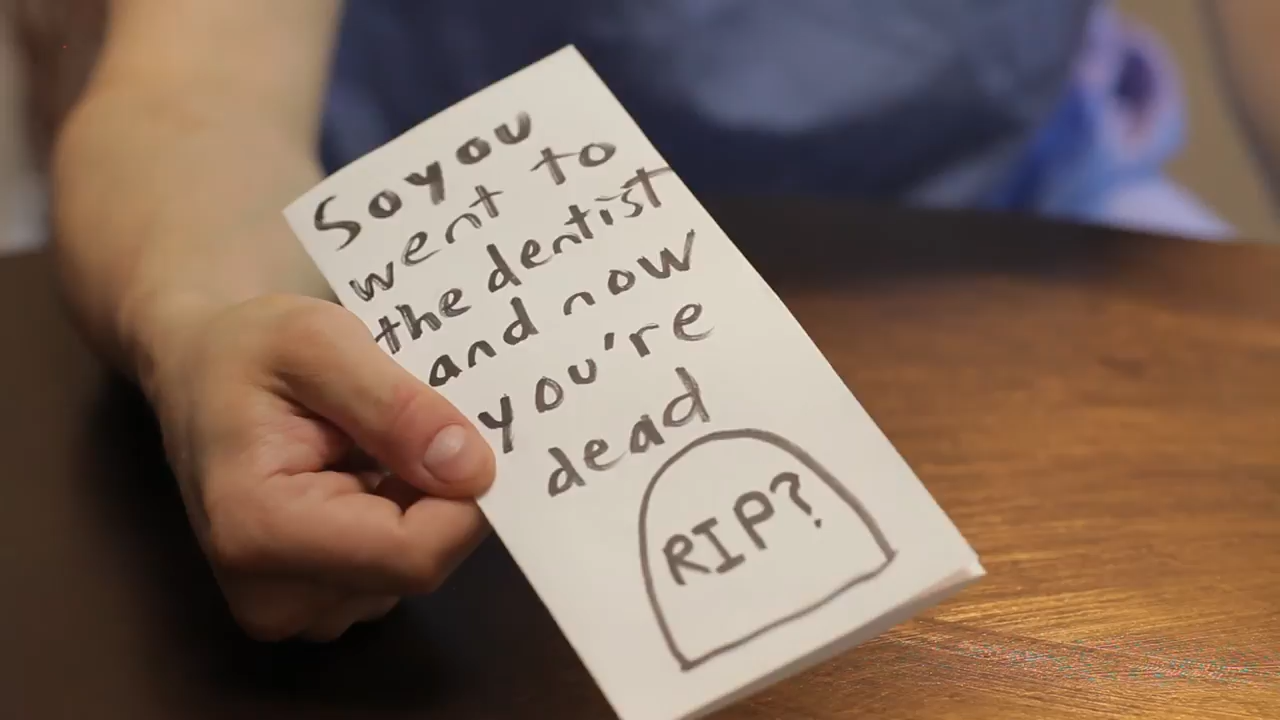 So you
went to
the dentist
and now
you're
dead
RIP?